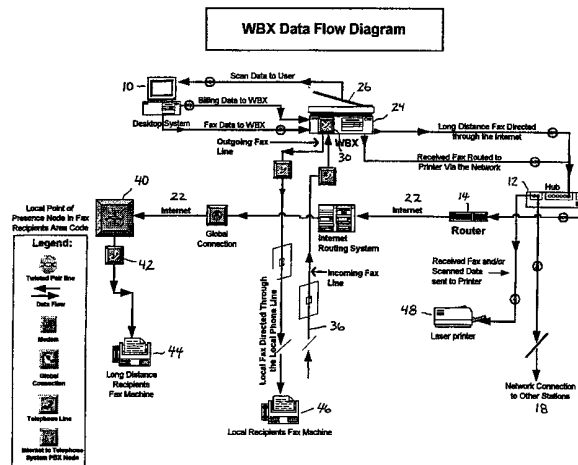 WBX Data Flow Diagram
Scan Data to User
26
10
Billing Data to WBX
24
Desktop System
Fax Data to WBX
30
WBX
Long Distance Fax Directed
through the Internet
Outgoing Fax
Line
Received Fax Routed to
Printer Via the Network
12
Hub
40
Local Point of
Presence Node in Fax
Recipients Area Code
22
Internet
Global
Connection
Internet
Routing System
22
Internet
14
Router
Legend:
Twisted Pair line
Data Flow
Modem
Global
Connection
Telephone Line
Internet to Telephone
System PBX Node
42
44
Long Distance
Recipients
Fax Machine
Local Fax Directed Through
the Local Phone Line
Incoming Fax
Line
36
46
Local Recipients Fax Machine
Received Fax and/or
Scanned Data
sent to Printer
48
Laser printer
Network Connection
to Other Stations
18